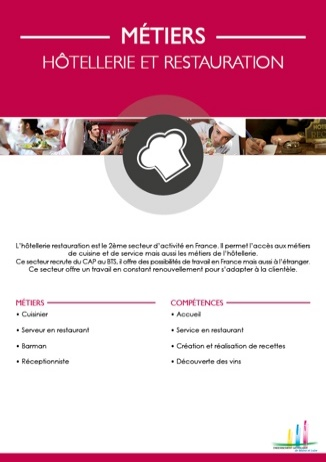 MÉTIERS
HÔTELLERIE ET RESTAURATION
L'hôtellerie restauration est le 2ème secteur d'activité en France. Il permet l'accès aux métiers
de cuisine et de service mais aussi les métiers de l'hôtellerie.
Ce secteur recrute du CAP au BTS, il offre des possibilités de travail en France mais aussi à l'étranger.
Ce secteur offre un travail en constant renouvellement pour s'adapter à la clientèle.
MÉTIERS
• Cuisinier
• Serveur en restaurant
• Barman
• Réceptionniste
COMPÉTENCES
• Accueil
• Service en restaurant
• Création et réalisation de recettes
• Découverte des vins